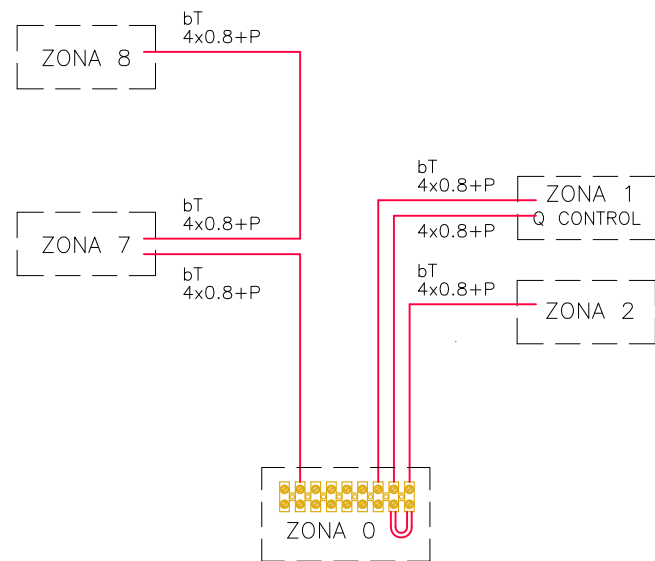 bT
4x0.8+P
ZONA 8
bT
4x0.8+P
ZONA 7
bT
4x0.8+P
bT
4x0.8+P
ZONA 1
4x0.8+P
Q CONTROL
bT
4x0.8+P
ZONA 2
ZONA 0